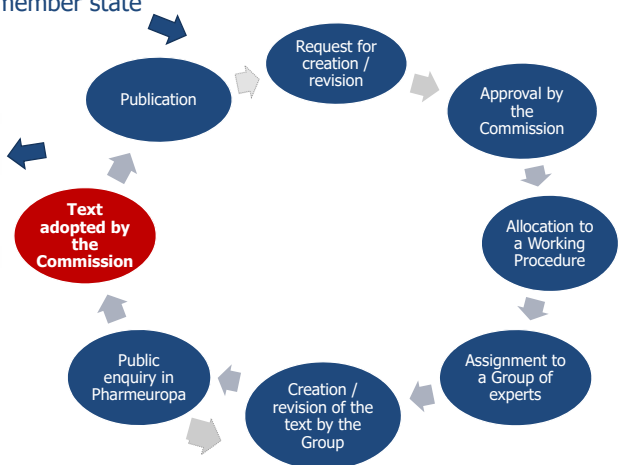 member state
Request for
creation /
revision
Approval by
the
Commission
Allocation to
a Working
Procedure
Assignment to
a Group of
experts
Creation /
revision of the
text by the
Group
Public
enquiry in
Pharmeuropa
Text
adopted by
the
Commission
Publication